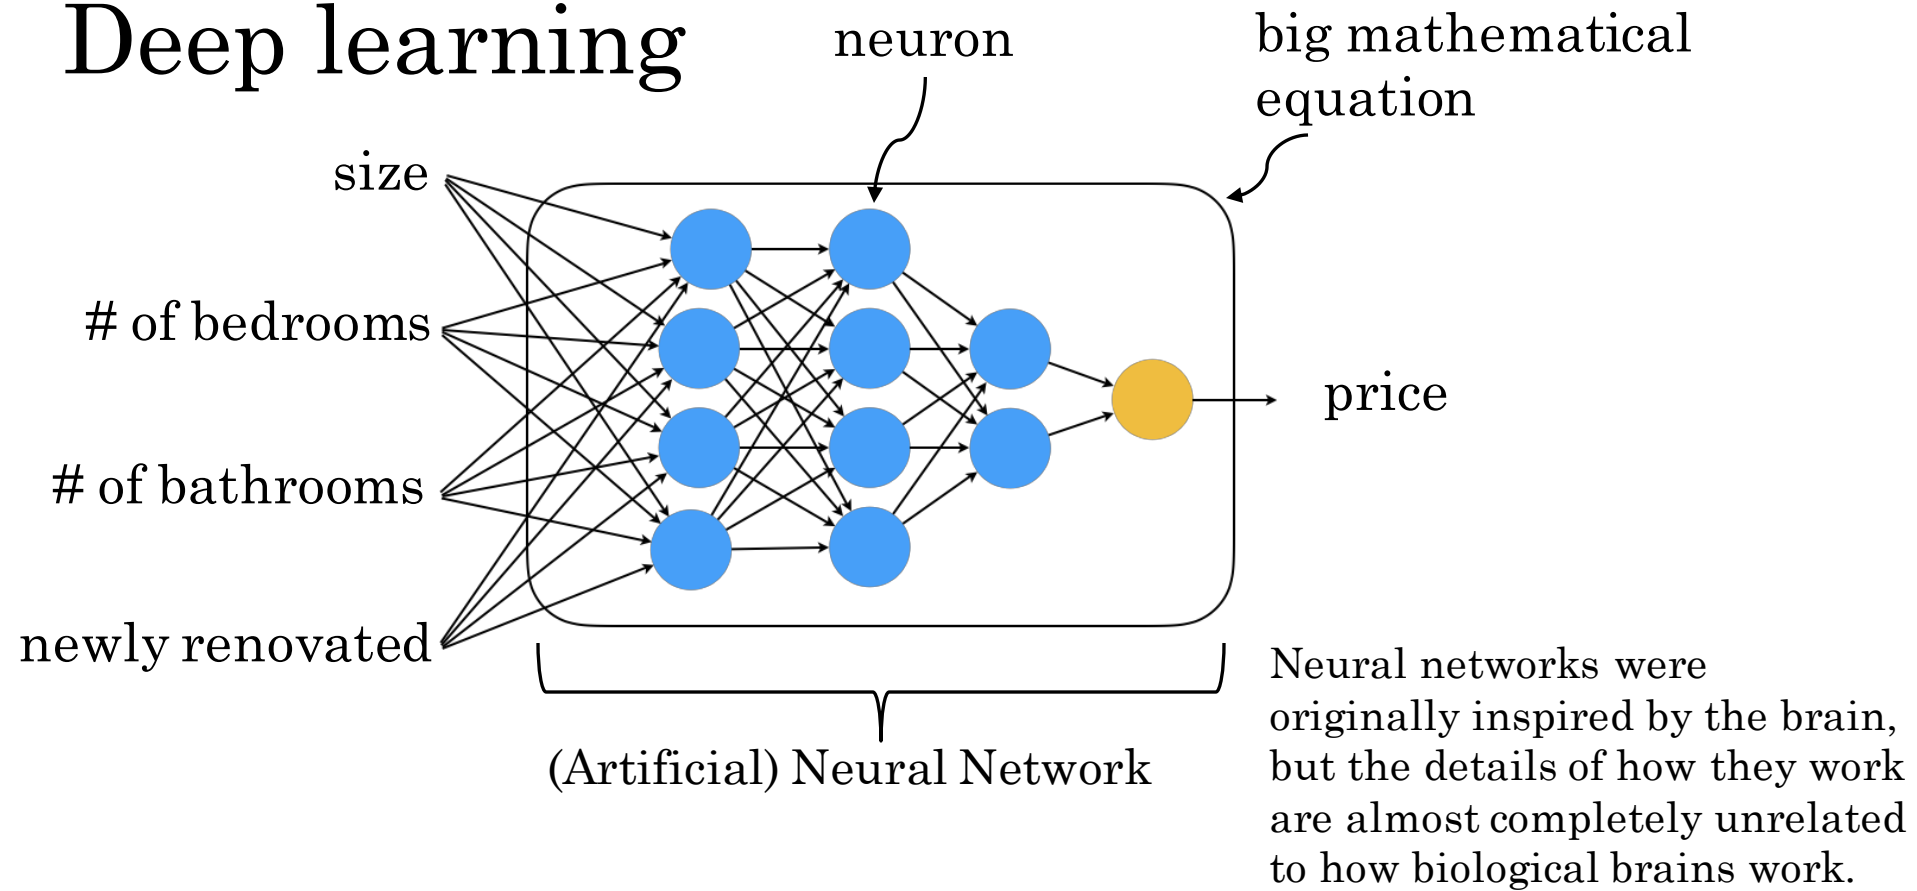 Deep learning
neuron
big mathematical
equation
size
# of bedrooms
# of bathrooms
newly renovated
price
(Artificial) Neural Network
Neural networks were
originally inspired by the brain,
but the details of how they work
are almost completely unrelated
to how biological brains work.